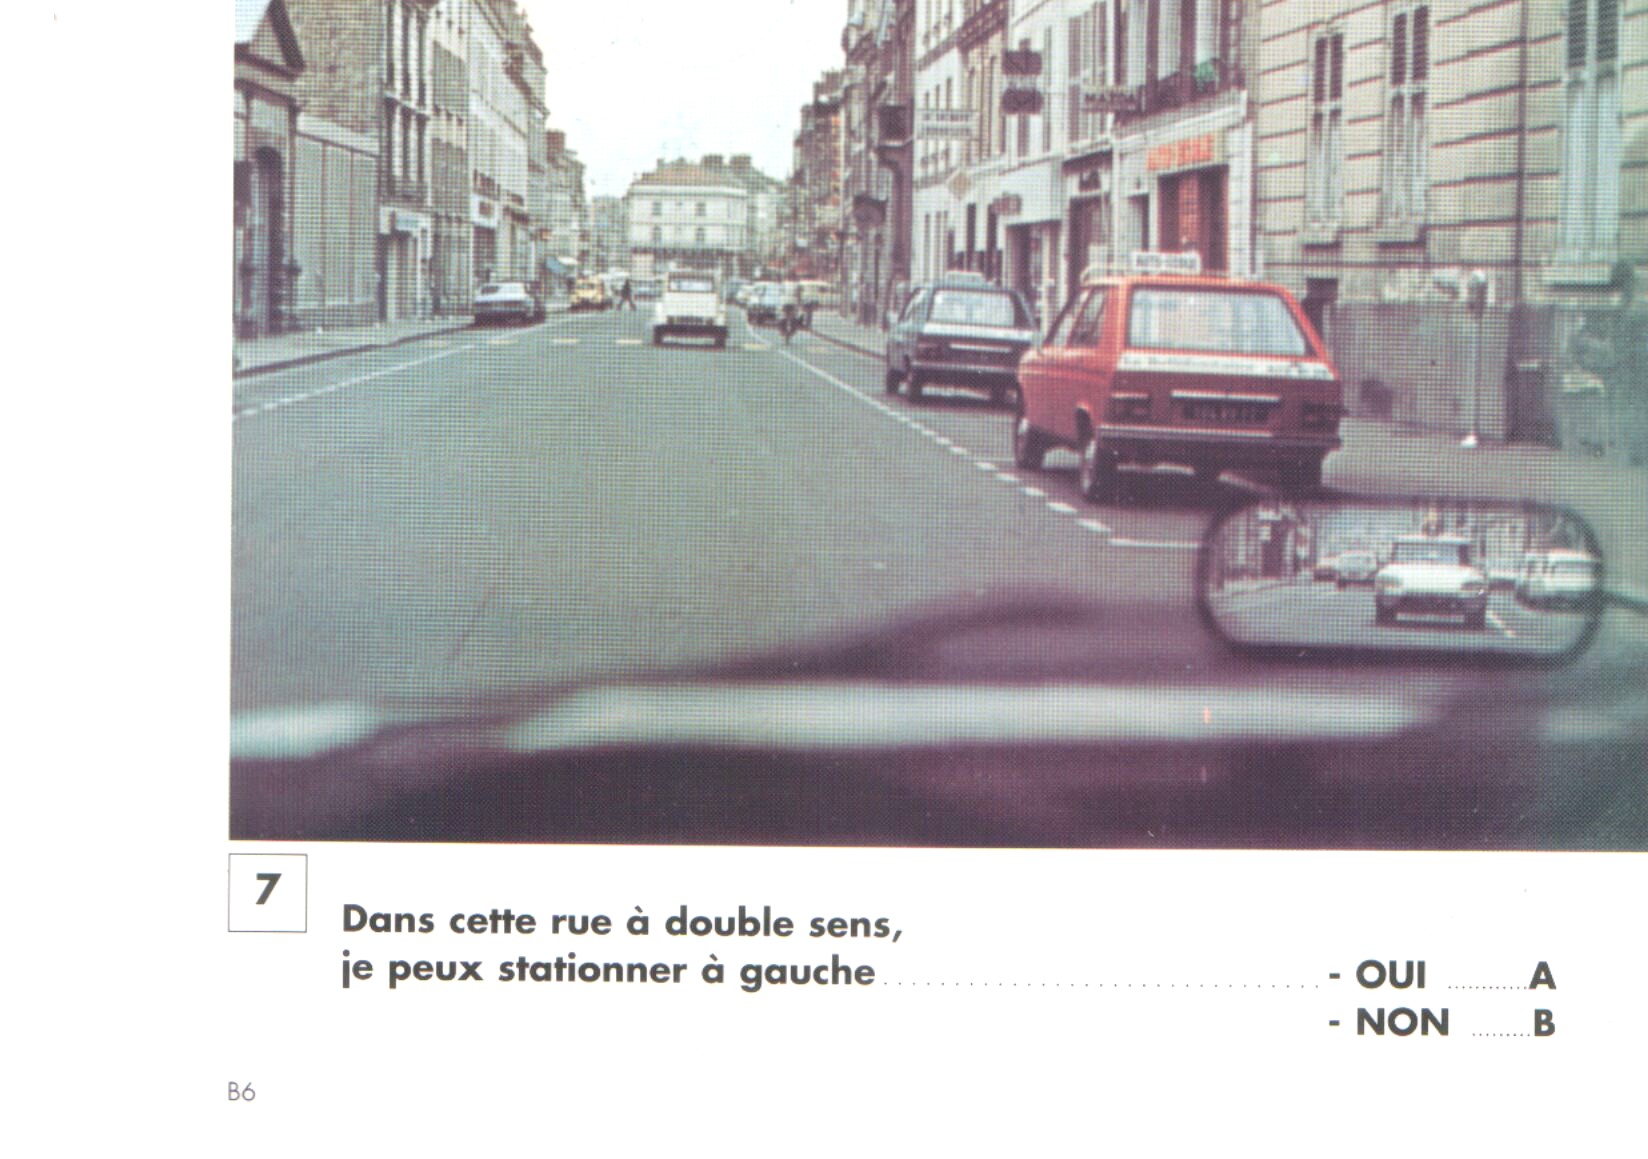 7
Dans cette rue à double sens,
je peux stationner à gauche - OUI A
- NON B
B6